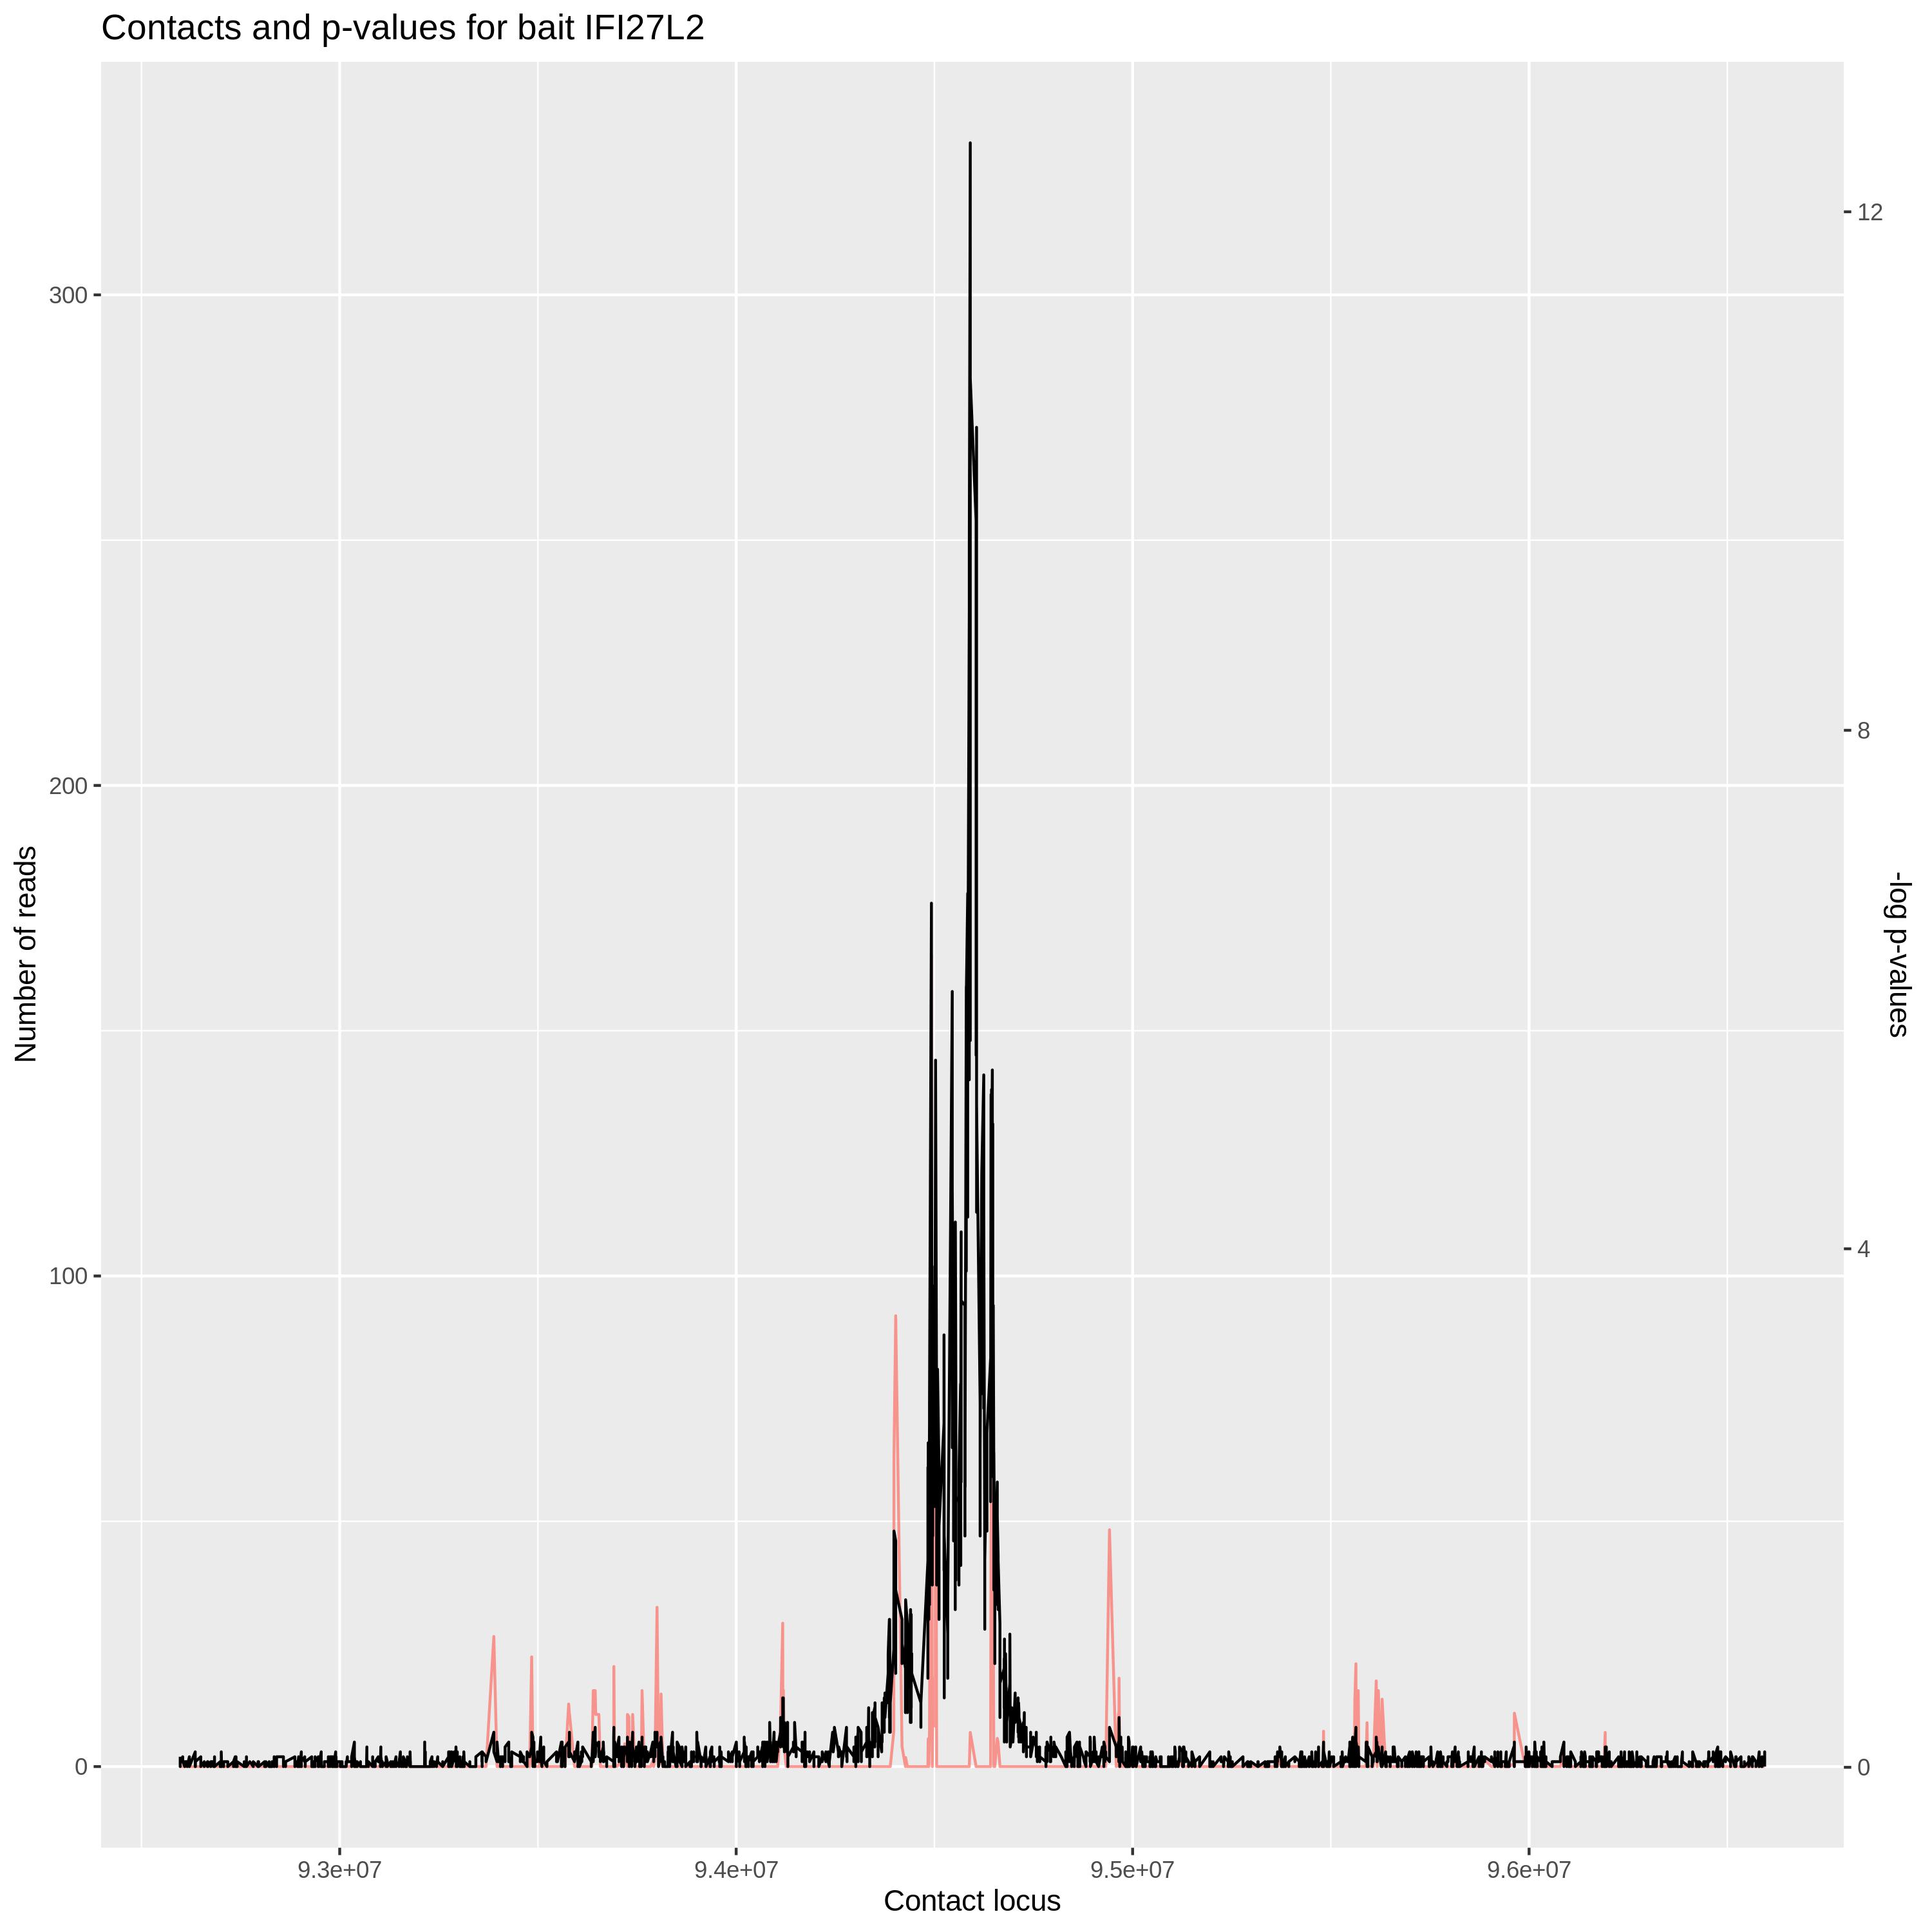 Contacts and p-values for bait IFI27L2
300
200
100
0
12
8
4
0
Number of reads
-log p-values
9.3e+07
9.4e+07
9.5e+07
9.6e+07
Contact locus